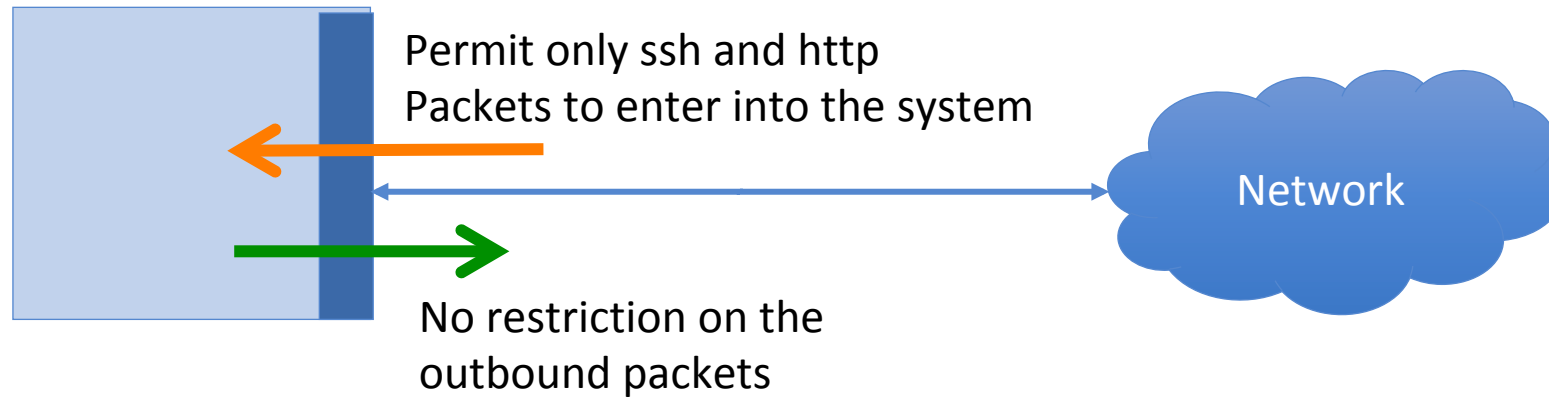 Permit only ssh and http
Packets to enter into the system
Network
No restriction on the
outbound packets